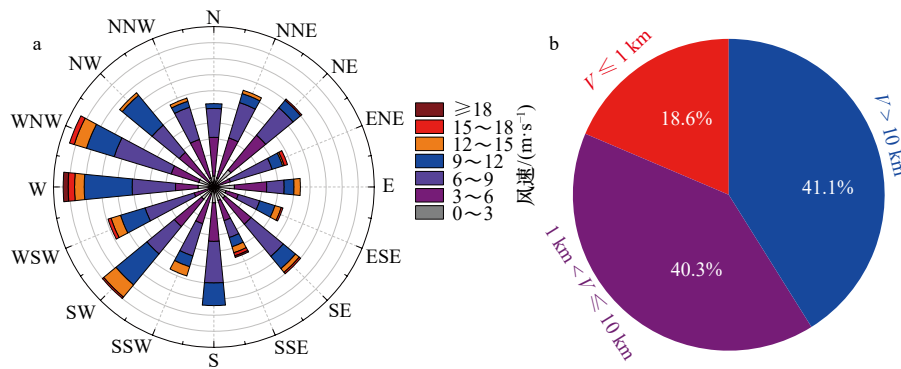 a
N
NNE
NE
ENE
E
ESE
SE
SSE
S
SSW
SW
WSW
W
WNW
NW
NNW
≥18
15～18
12～15
9～12
6～9
3～6
0～3
风速/(m·s⁻¹)
b
V ≦ 1 km
18.6%
V > 10 km
41.1%
1 km < V ≦ 10 km
40.3%